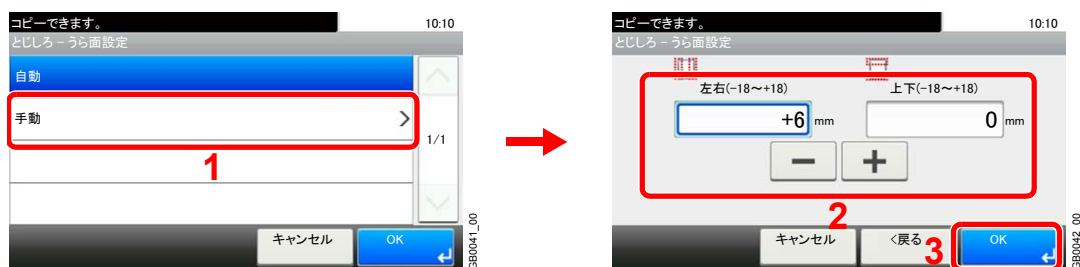 コピーできます。 10:10
とじしろ - うら面設定
自動
手動
1/1
1
キャンセル OK
GB0041_00
コピーできます。 10:10
とじしろ - うら面設定
左右(-18～+18) 上下(-18～+18)
+6 mm 0 mm
− +
2
キャンセル <戻る 3 OK
GB0042_00